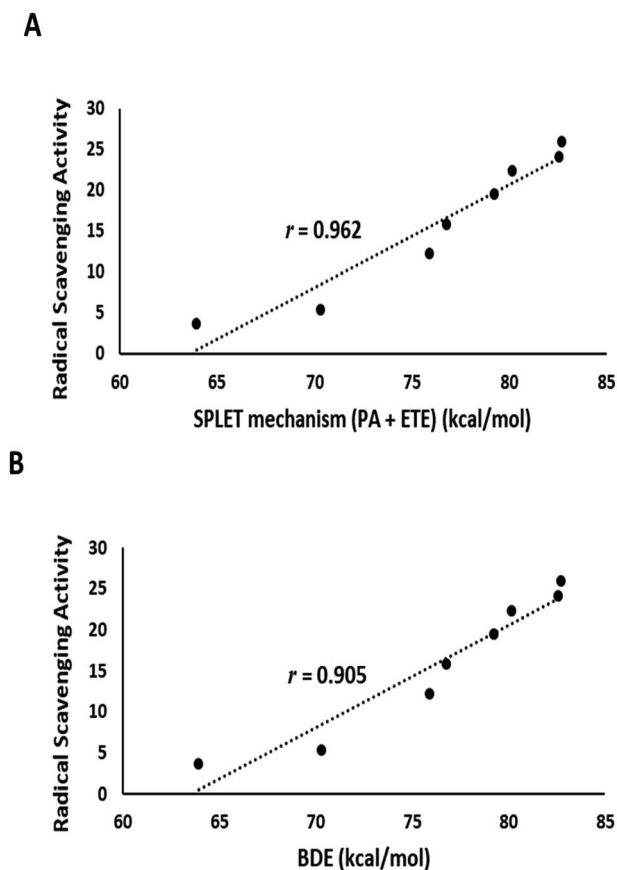 A
30
25
20
15
10
5
0
Radical Scavenging Activity
r = 0.962
60 65 70 75 80 85
SPLET mechanism (PA + ETE) (kcal/mol)
B
30
25
20
15
10
5
0
Radical Scavenging Activity
r = 0.905
60 65 70 75 80 85
BDE (kcal/mol)